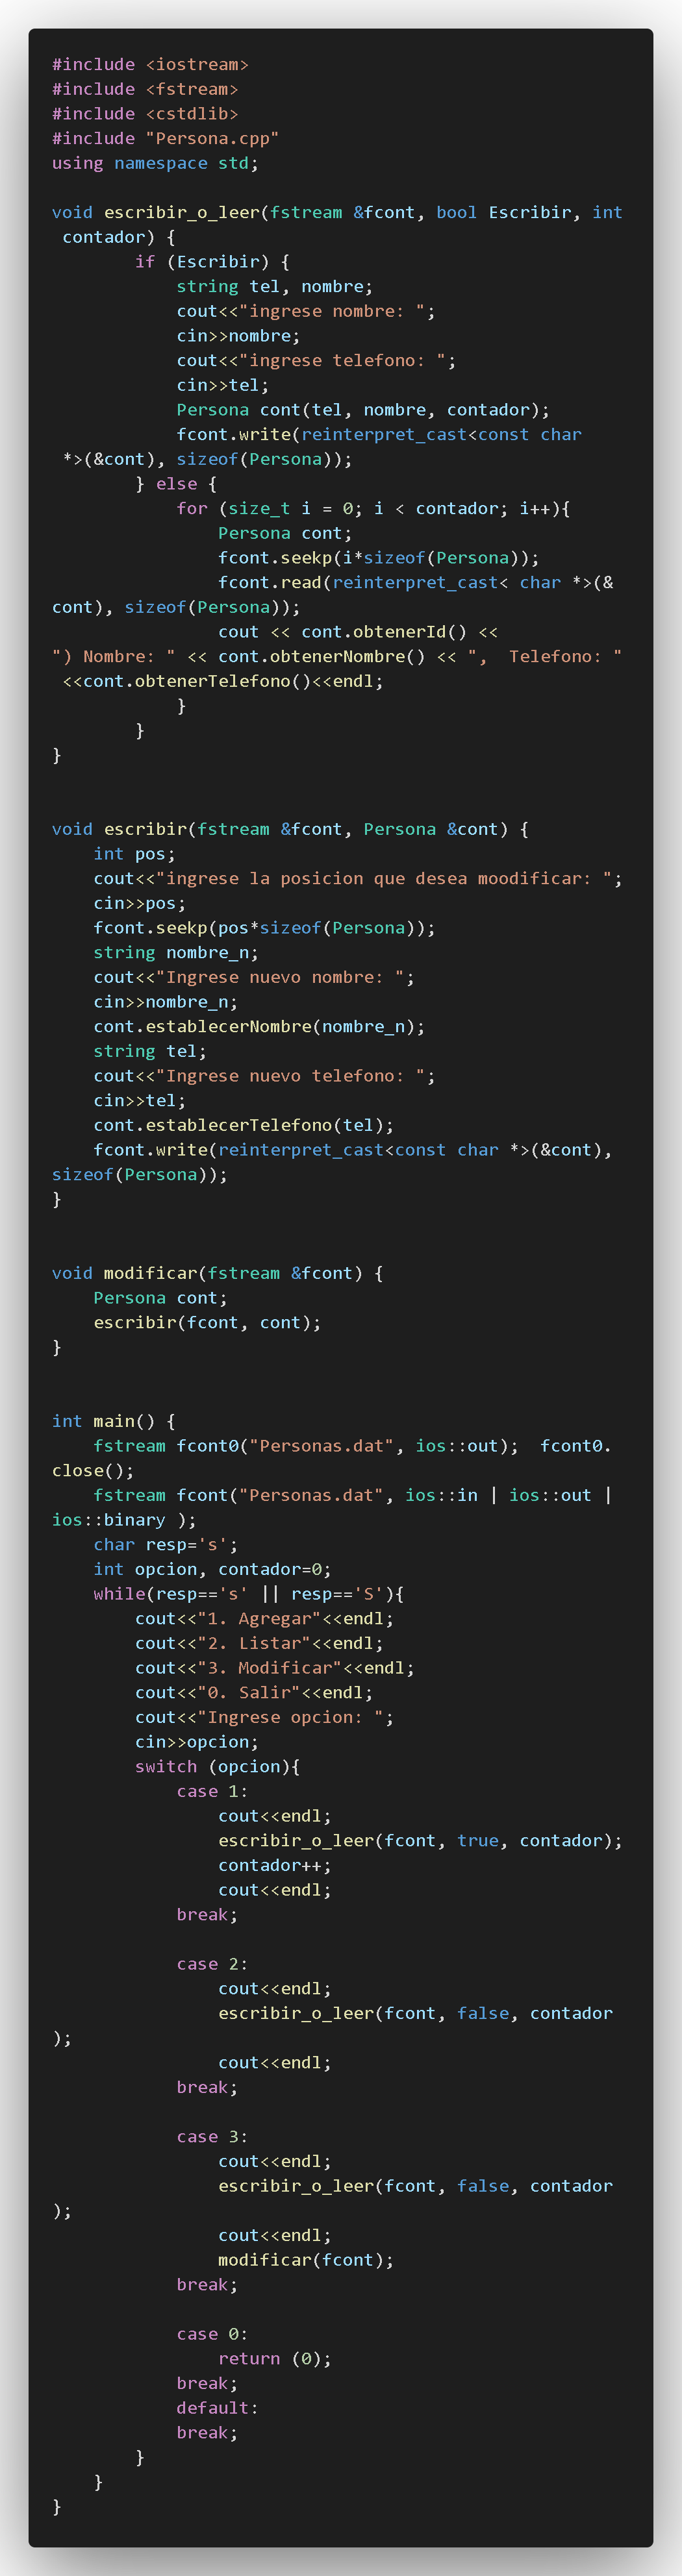 #include <iostream>
#include <fstream>
#include <cstdlib>
#include "Persona.cpp"
using namespace std;

void escribir_o_leer(fstream &fcont, bool Escribir, int
 contador) {
        if (Escribir) {
            string tel, nombre;
            cout<<"ingrese nombre: ";
            cin>>nombre;
            cout<<"ingrese telefono: ";
            cin>>tel;
            Persona cont(tel, nombre, contador);
            fcont.write(reinterpret_cast<const char
 *>(&cont), sizeof(Persona));
        } else {
            for (size_t i = 0; i < contador; i++){
                Persona cont;
                fcont.seekp(i*sizeof(Persona));
                fcont.read(reinterpret_cast< char *>(&
cont), sizeof(Persona));
                cout << cont.obtenerId() <<
") Nombre: " << cont.obtenerNombre() << ",  Telefono: "
 <<cont.obtenerTelefono()<<endl;
            }
        }
}


void escribir(fstream &fcont, Persona &cont) {
    int pos;
    cout<<"ingrese la posicion que desea moodificar: ";
    cin>>pos;
    fcont.seekp(pos*sizeof(Persona));
    string nombre_n;
    cout<<"Ingrese nuevo nombre: ";
    cin>>nombre_n;
    cont.establecerNombre(nombre_n);
    string tel;
    cout<<"Ingrese nuevo telefono: ";
    cin>>tel;
    cont.establecerTelefono(tel);
    fcont.write(reinterpret_cast<const char *>(&cont),
sizeof(Persona));
}


void modificar(fstream &fcont) {
    Persona cont;
    escribir(fcont, cont);
}


int main() {
    fstream fcont0("Personas.dat", ios::out);  fcont0.
close();
    fstream fcont("Personas.dat", ios::in | ios::out |
ios::binary );
    char resp='s';
    int opcion, contador=0;
    while(resp=='s' || resp=='S'){
        cout<<"1. Agregar"<<endl;
        cout<<"2. Listar"<<endl;
        cout<<"3. Modificar"<<endl;
        cout<<"0. Salir"<<endl;
        cout<<"Ingrese opcion: ";
        cin>>opcion;
        switch (opcion){
            case 1:
                cout<<endl;
                escribir_o_leer(fcont, true, contador);
                contador++;
                cout<<endl;
            break;

            case 2:
                cout<<endl;
                escribir_o_leer(fcont, false, contador
);
                cout<<endl;
            break;

            case 3:
                cout<<endl;
                escribir_o_leer(fcont, false, contador
);
                cout<<endl;
                modificar(fcont);
            break;

            case 0:
                return (0);
            break;
            default:
            break;
        }
    }
}